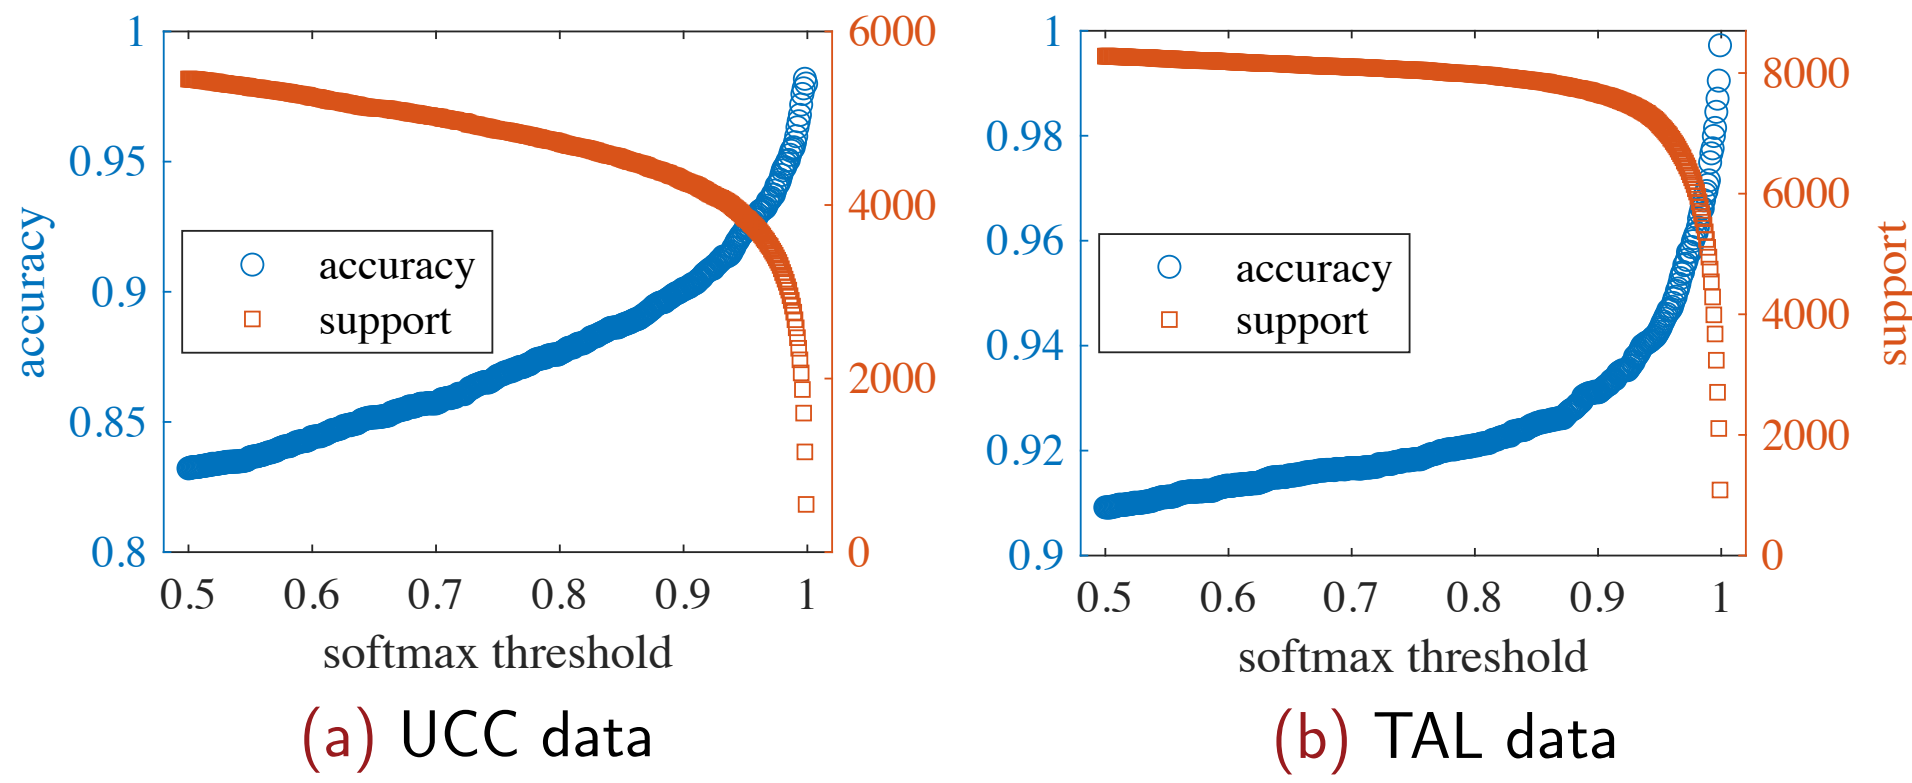 1
0.95
0.9
0.85
0.8
accuracy
6000
4000
2000
0
accuracy
support
0.5 0.6 0.7 0.8 0.9 1
softmax threshold
(a) UCC data
1
0.98
0.96
0.94
0.92
0.9
8000
6000
4000
2000
0
support
accuracy
support
0.5 0.6 0.7 0.8 0.9 1
softmax threshold
(b) TAL data